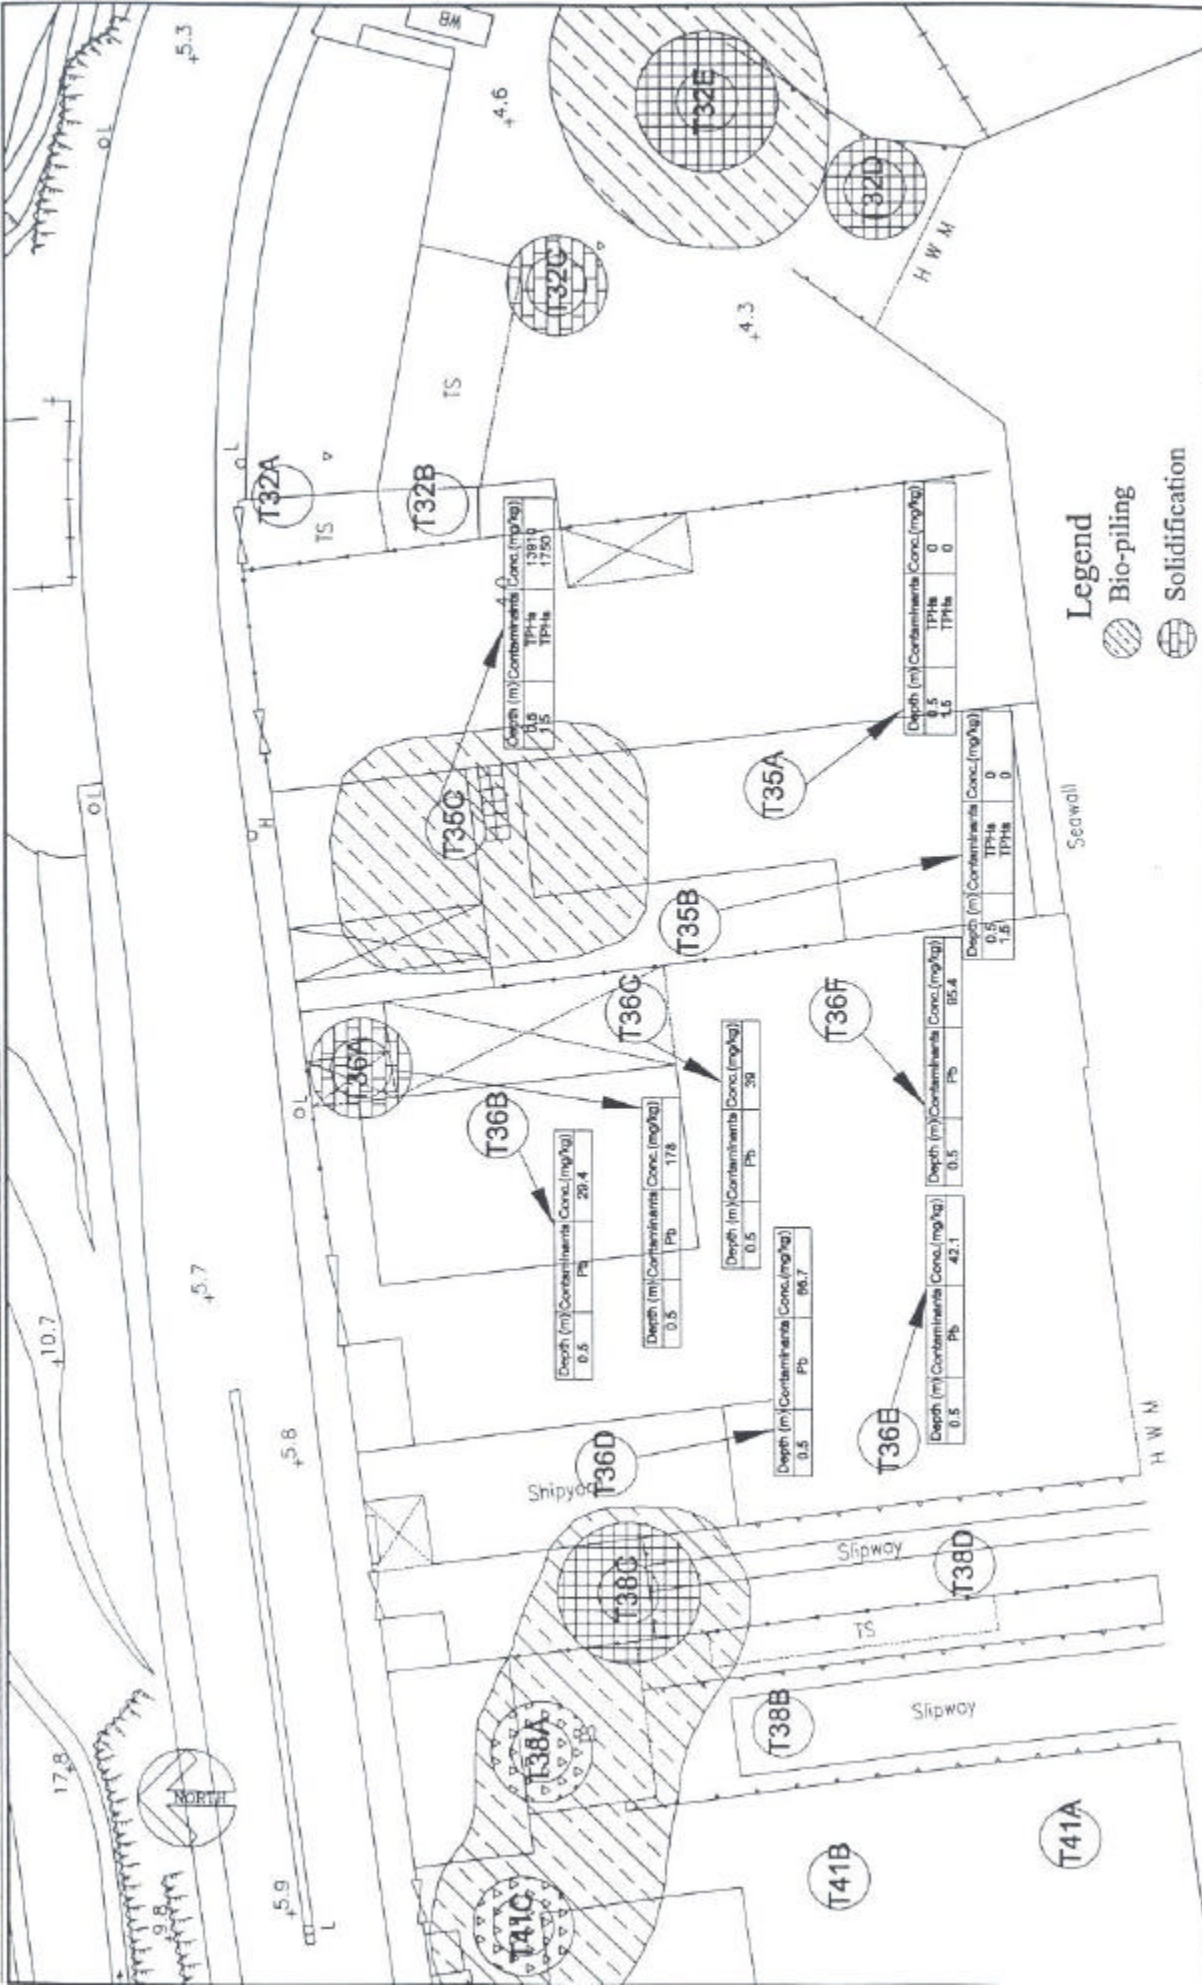 17.8
9.8
NORTH
5.9
L
10.7
5.7
5.8
L
L
H
L
L
5.3
WB
4.6
T32E
T32D
T32C
4.3
H W M
TS
T32A
TS
T32B
4.0
Depth (m) Contaminants Conc.(mg/kg)
0.5 TPHs 13910
1.5 TPHs 1750
T35C
T35A
Depth (m) Contaminants Conc.(mg/kg)
0.5 TPHs 0
1.5 TPHs 0
T35B
Depth (m) Contaminants Conc.(mg/kg)
0.5 TPHs 0
1.5 TPHs 0
Seawall
T36A
Depth (m) Contaminants Conc.(mg/kg)
0.5 Pb 178
T36B
Depth (m) Contaminants Conc.(mg/kg)
0.5 Pb 29.4
T36C
Depth (m) Contaminants Conc.(mg/kg)
0.5 Pb 39
T36F
Depth (m) Contaminants Conc.(mg/kg)
0.5 Pb 95.4
T36D
Depth (m) Contaminants Conc.(mg/kg)
0.5 Pb
T36E
Depth (m) Contaminants Conc.(mg/kg)
0.5 Pb 42.1
H W M
T38C
Slipway
T38D
TS
T38A
TS
T38B
Slipway
T41C
T41B
T41A
Legend
Bio-piling
Solidification